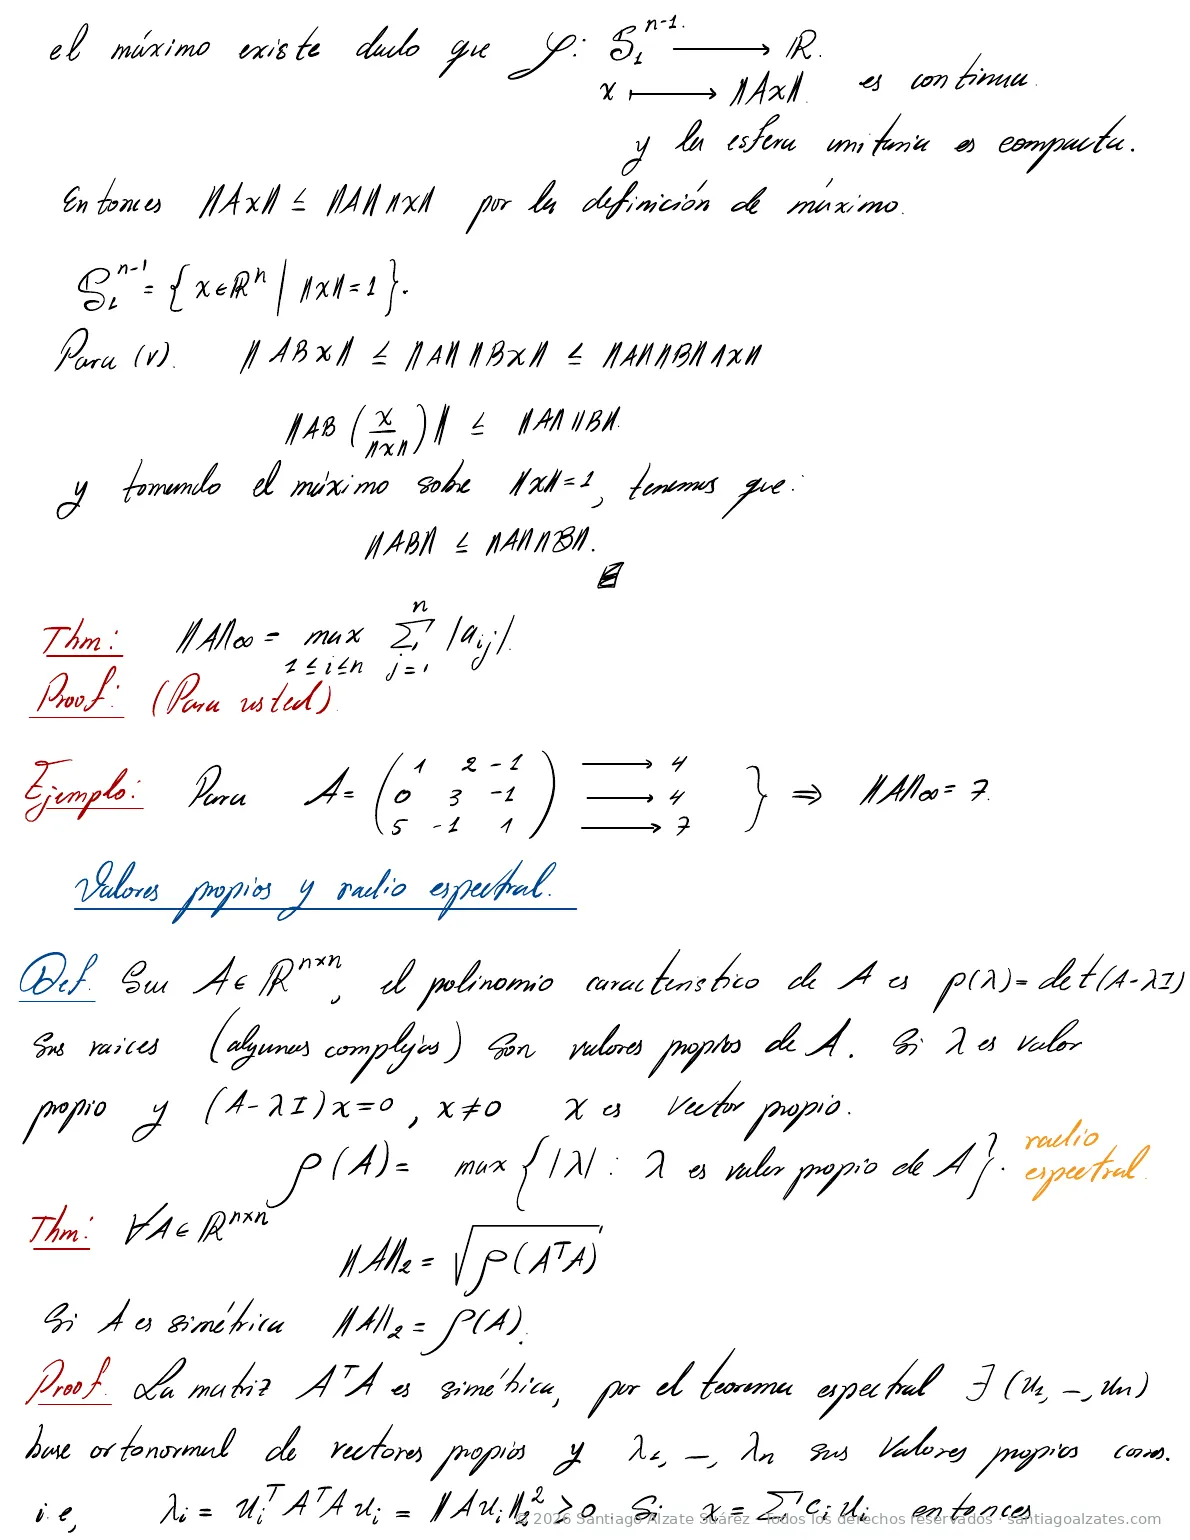 el máximo existe dado que φ: S₁ⁿ⁻¹ ⟶ ℝ.
x ⟼ ‖Ax‖. es continua.
y la esfera unitaria es compacta.
Entonces ‖Ax‖ ≤ ‖A‖ ‖x‖ por la definición de máximo.
S₁ⁿ⁻¹ = { x ∈ ℝⁿ | ‖x‖ = 1 }.
Para (v). ‖ABx‖ ≤ ‖A‖ ‖Bx‖ ≤ ‖A‖ ‖B‖ ‖x‖
‖AB (x/‖x‖)‖ ≤ ‖A‖ ‖B‖.
y tomando el máximo sobre ‖x‖=1, tenemos que:
‖AB‖ ≤ ‖A‖ ‖B‖.
Thm: ‖A‖∞ = max_{1≤i≤n} ∑_{j=1}^{n} |aᵢⱼ|.
Proof: (Para usted).
Ejemplo: Para A = (1 2 -1; 0 3 -1; 5 -1 1) ⟶ 4 ⟶ 4 ⟶ 7 } ⇒ ‖A‖∞ = 7.
Valores propios y radio espectral.
Def. Sea A ∈ ℝⁿˣⁿ, el polinomio característico de A es p(λ) = det(A-λI)
Sus raíces (algunas complejas) son valores propios de A. Si λ es valor
propio y (A-λI)x=0, x≠0 x es vector propio.
ρ(A) = max { |λ| : λ es valor propio de A }. radio espectral.
Thm: ∀A ∈ ℝⁿˣⁿ
‖A‖₂ = √ρ(AᵀA)
Si A es simétrica ‖A‖₂ = ρ(A).
Proof. La matriz AᵀA es simétrica, por el teorema espectral ∃ (u₁, —, uₙ)
base ortonormal de vectores propios y λ₁, —, λₙ sus valores propios corres.
i.e, λᵢ = uᵢᵀAᵀAuᵢ = ‖Auᵢ‖₂² ≥ 0 Si x = ∑cᵢuᵢ entonces
© 2026 Santiago Alzate Suárez · Todos los derechos reservados · santiagoalzates.com